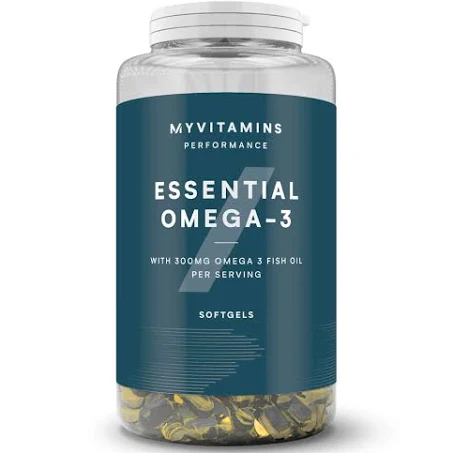 MYVITAMINS
PERFORMANCE
ESSENTIAL
OMEGA-3
WITH 300MG OMEGA 3 FISH OIL
PER SERVING
SOFTGELS